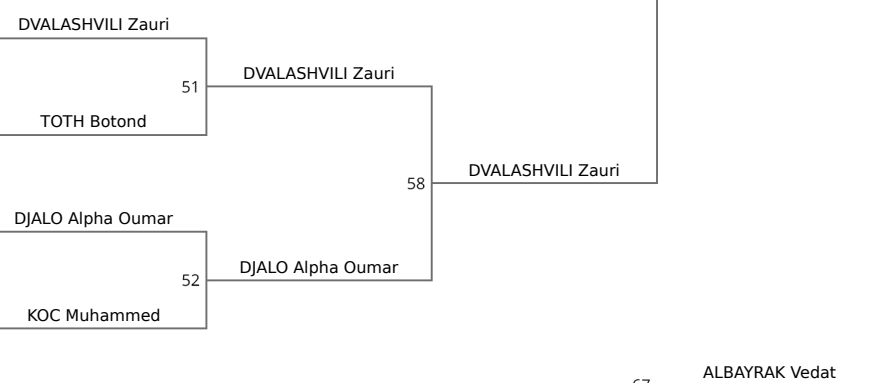 DVALASHVILI Zauri
51
DVALASHVILI Zauri
TOTH Botond
58
DVALASHVILI Zauri
DJALO Alpha Oumar
52
DJALO Alpha Oumar
KOC Muhammed
ALBAYRAK Vedat